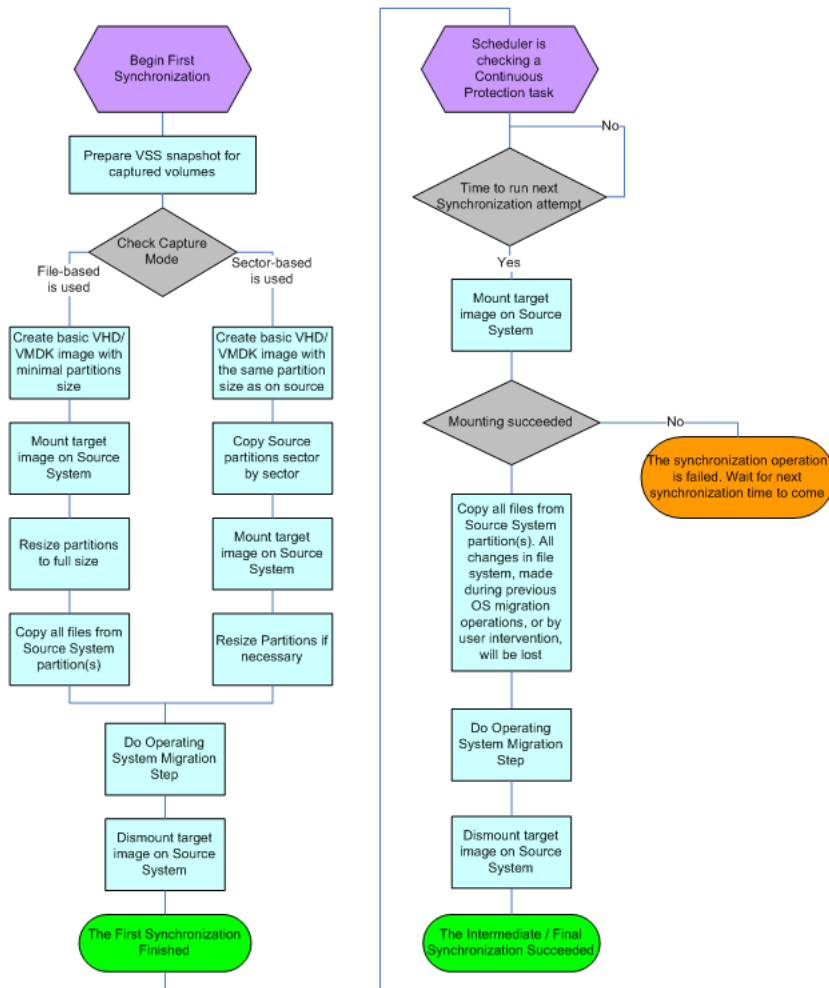 Begin First
Synchronization
Prepare VSS snapshot for
captured volumes
Check Capture
Mode
File-based
is used
Sector-based
is used
Create basic VHD/
VMDK image with
minimal partitions
size
Create basic VHD/
VMDK image with
the same partition
size as on source
Mount target
image on Source
System
Copy Source
partitions sector
by sector
Resize partitions
to full size
Mount target
image on Source
System
Copy all files from
Source System
partition(s)
Resize Partitions if
necessary
Do Operating
System Migration
Step
Dismount target
image on Source
System
The First Synchronization
Finished
Scheduler is
checking a
Continuous
Protection task
No
Time to run next
Synchronization attempt
Yes
Mount target
image on Source
System
Mounting succeeded
No
The synchronization operation
is failed. Wait for next
synchronization time to come
Copy all files from
Source System
partition(s). All
changes in file
system, made
during previous
OS migration
operations, or by
user intervention,
will be lost
Do Operating
System Migration
Step
Dismount target
image on Source
System
The Intermediate / Final
Synchronization Succeeded